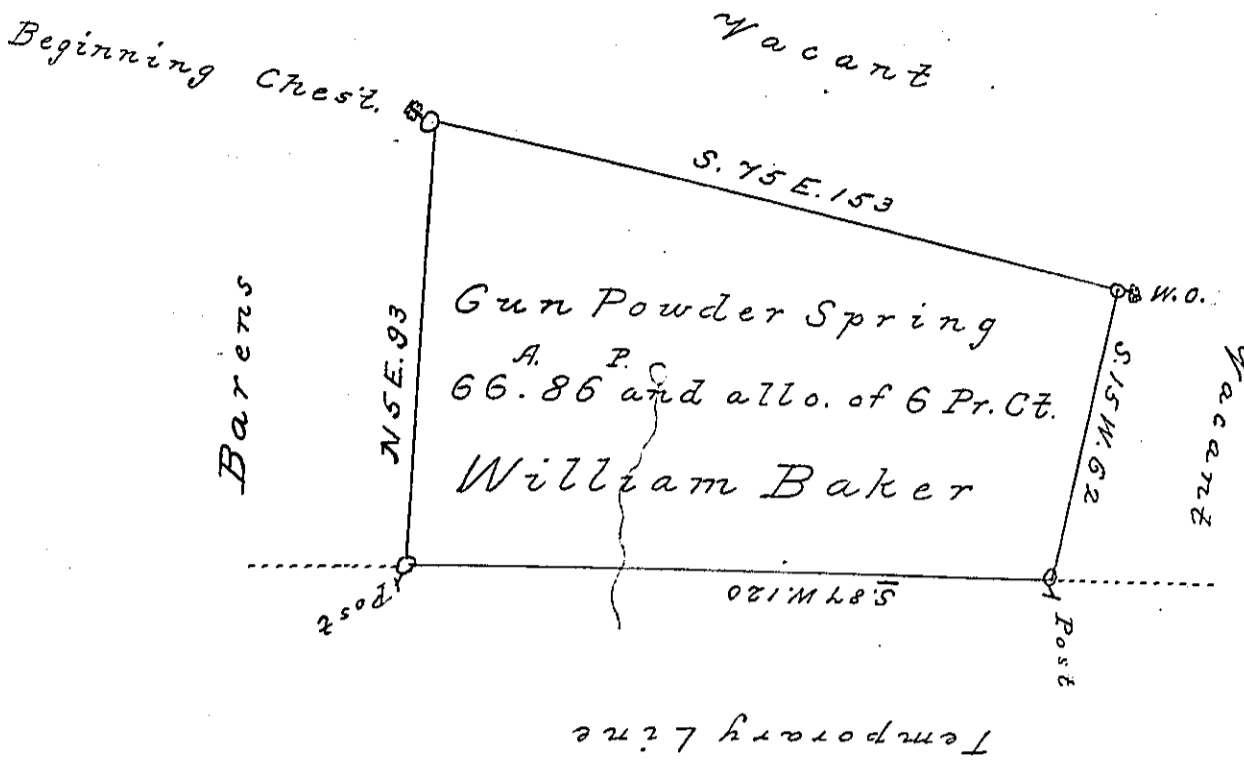 Beginning Chest.
Vacant
S. 75 E. 153
W.O.
Gun Powder Spring
A. P.
66. 86 and allo. of 6 Pr. Ct.
William Baker
Barens
N 5 E. 93
S. 15 W. 62
Vacant
S. 87 W. 120
Post
Post
Temporary Line